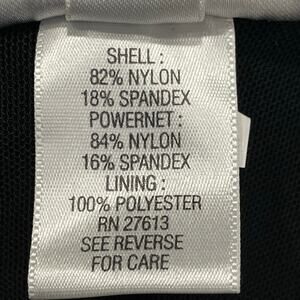 SHELL :
82% NYLON
18% SPANDEX
POWERNET :
84% NYLON
16% SPANDEX
LINING :
100% POLYESTER
RN 27613
SEE REVERSE
FOR CARE